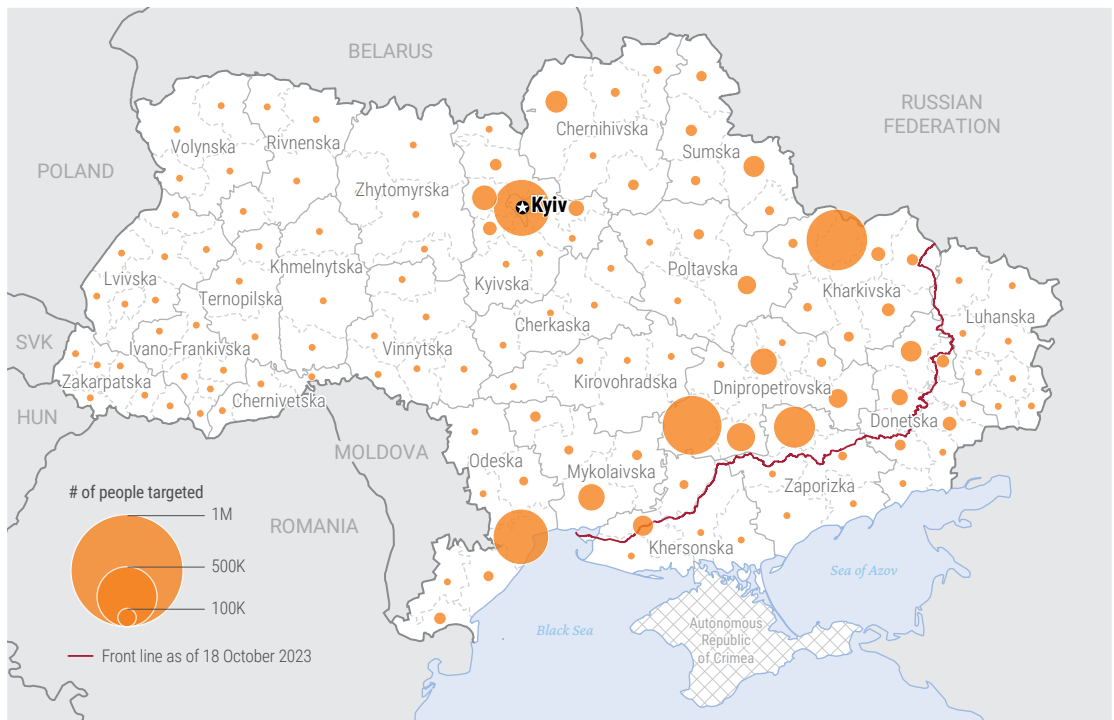 BELARUS
RUSSIAN
FEDERATION
Chernihivska
Volynska
Rivnenska
Sumska
POLAND
Zhytomyrska
Kyiv
Lvivska
Khmelnytska
Ternopilska
Kyivska
Poltavska
Kharkivska
Luhanska
Cherkaska
SVK
Ivano-Frankivska
Vinnytska
Zakarpatska
Kirovohradska
Dnipropetrovska
Chernivetska
HUN
Donetska
MOLDOVA
Odeska
Mykolaivska
Zaporizka
# of people targeted
1M
ROMANIA
Khersonska
500K
Sea of Azov
100K
Black Sea
Autonomous
Republic
of Crimea
Front line as of 18 October 2023